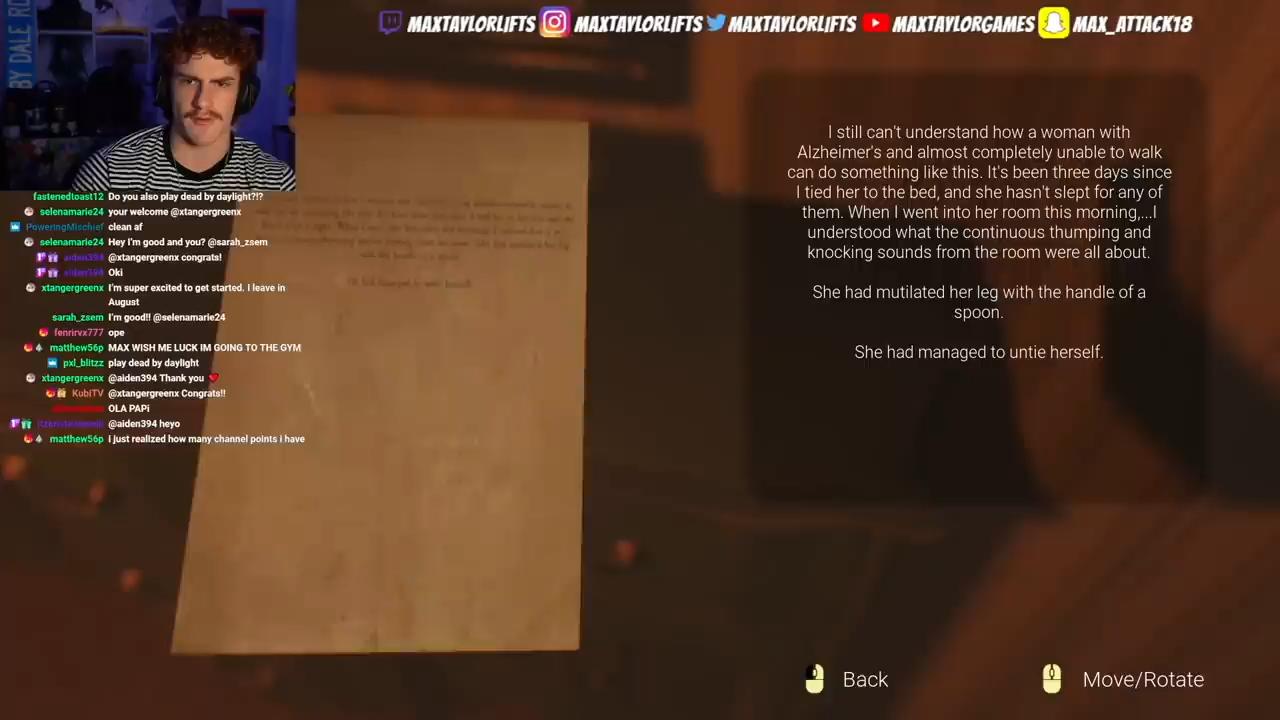 MAXTAYLORLIFTS MAXTAYLORLIFTS MAXTAYLORLIFTS MAXTAYLORGAMES MAX_ATTACK18
BY DALE
fastenedtoast12 Do you also play dead by daylight?!?
selenamarie24 your welcome @xtangergreenx
PoweringMischief clean af
selenamarie24 Hey I'm good and you? @sarah_zsem
aiden394 @xtangergreenx congrats!
aiden394 Oki
xtangergreenx I'm super excited to get started. I leave in
August
sarah_zsem I'm good!! @selenamarie24
fenrirvx777 ope
matthew56p MAX WISH ME LUCK IM GOING TO THE GYM
pxl_blitzz play dead by daylight
xtangergreenx @aiden394 Thank you
KubiTV @xtangergreenx Congrats!!
OLA PAPi
@aiden394 heyo
matthew56p i just realized how many channel points i have
I still can't understand how a woman with
Alzheimer's and almost completely unable to walk
can do something like this. It's been three days since
I tied her to the bed, and she hasn't slept for any of
them. When I went into her room this morning,...I
understood what the continuous thumping and
knocking sounds from the room were all about.
She had mutilated her leg with the handle of a
spoon.
She had managed to untie herself.
Back
Move/Rotate